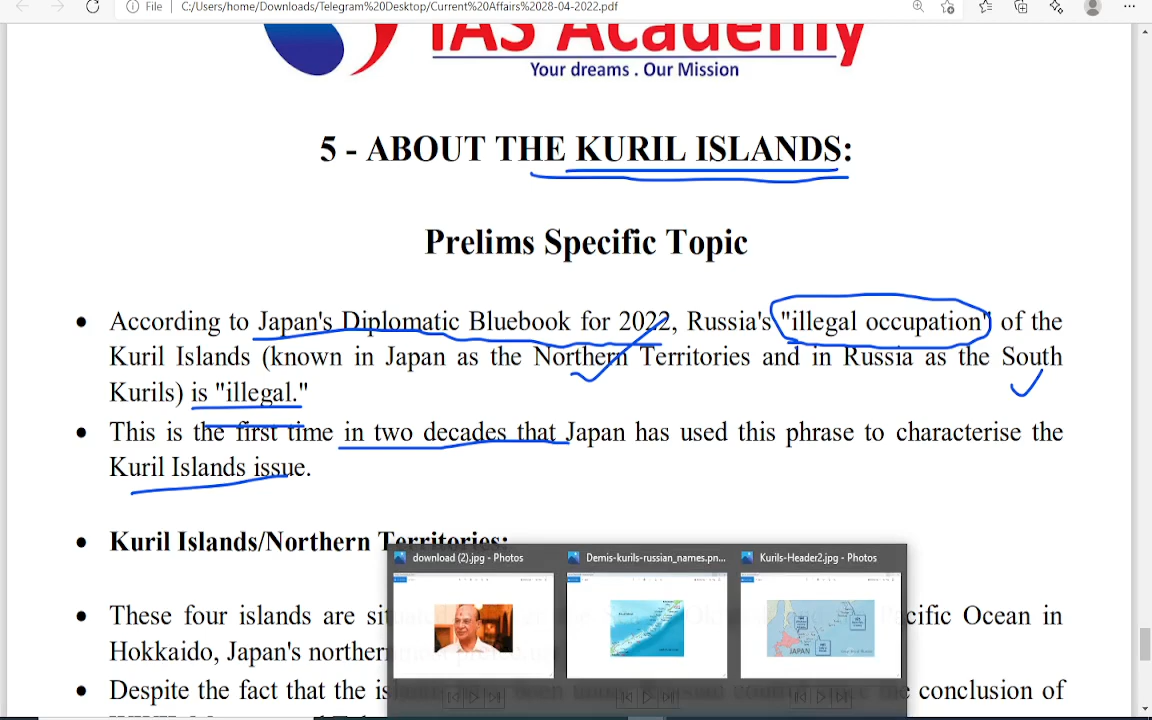 File C:/Users/home/Downloads/Telegram%20Desktop/Current%20Affairs%2028-04-2022.pdf
IAS Academy
Your dreams . Our Mission
5 - ABOUT THE KURIL ISLANDS:
Prelims Specific Topic
• According to Japan's Diplomatic Bluebook for 2022, Russia's "illegal occupation" of the
Kuril Islands (known in Japan as the Northern Territories and in Russia as the South
Kurils) is "illegal."
• This is the first time in two decades that Japan has used this phrase to characterise the
Kuril Islands issue.
• Kuril Islands/Northern Territories:
download (2).jpg - Photos
Demis-kurils-russian_names.pn...
Kurils-Header2.jpg - Photos
JAPAN
• These four islands are Pacific Ocean in
Hokkaido, Japan's northern
• Despite the fact that the conclusion of